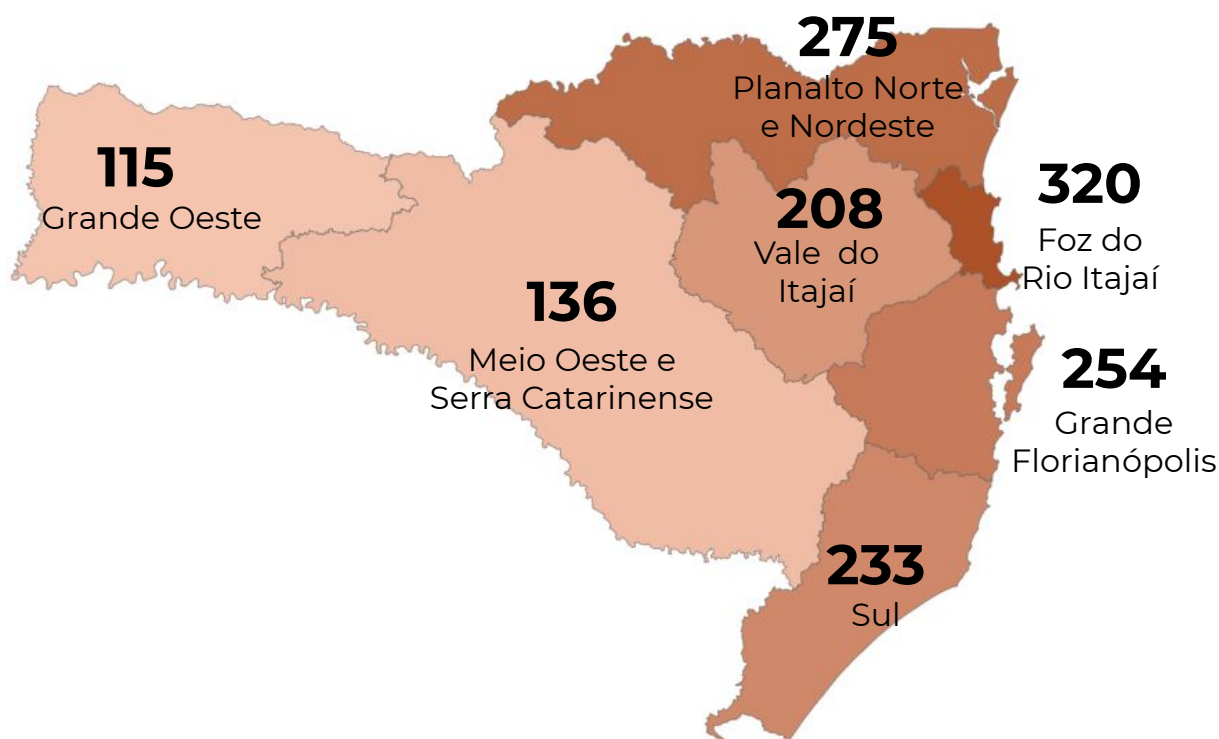 275
Planalto Norte
e Nordeste
115
Grande Oeste
320
Foz do
Rio Itajaí
208
Vale do
Itajaí
136
Meio Oeste e
Serra Catarinense
254
Grande
Florianópolis
233
Sul